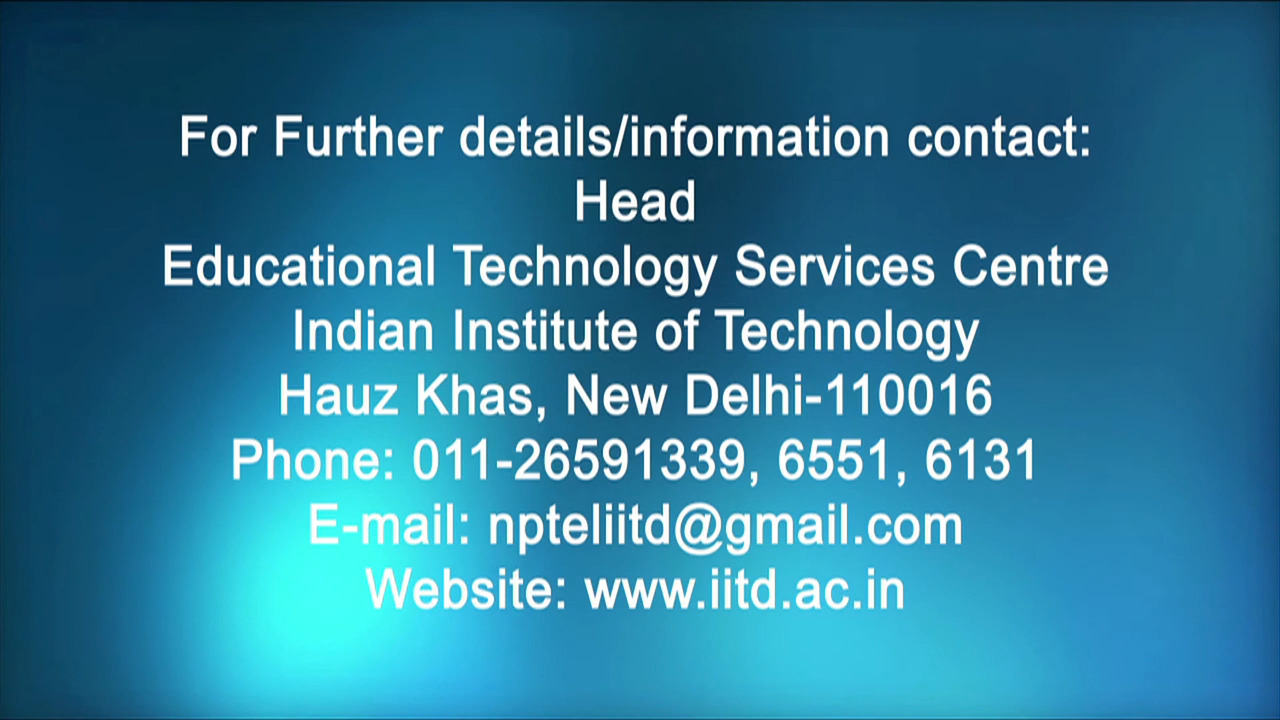 For Further details/information contact:
Head
Educational Technology Services Centre
Indian Institute of Technology
Hauz Khas, New Delhi-110016
Phone: 011-26591339, 6551, 6131
E-mail: npteliitd@gmail.com
Website: www.iitd.ac.in